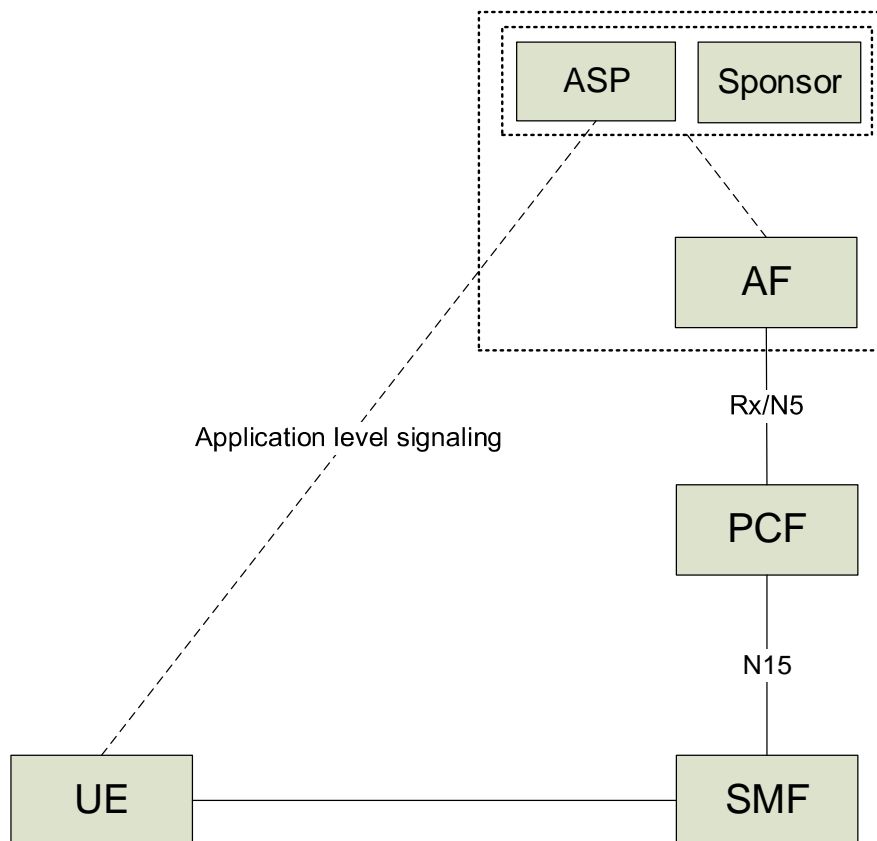 ASP
Sponsor
AF
Rx/N5
Application level signaling
PCF
N15
UE
SMF